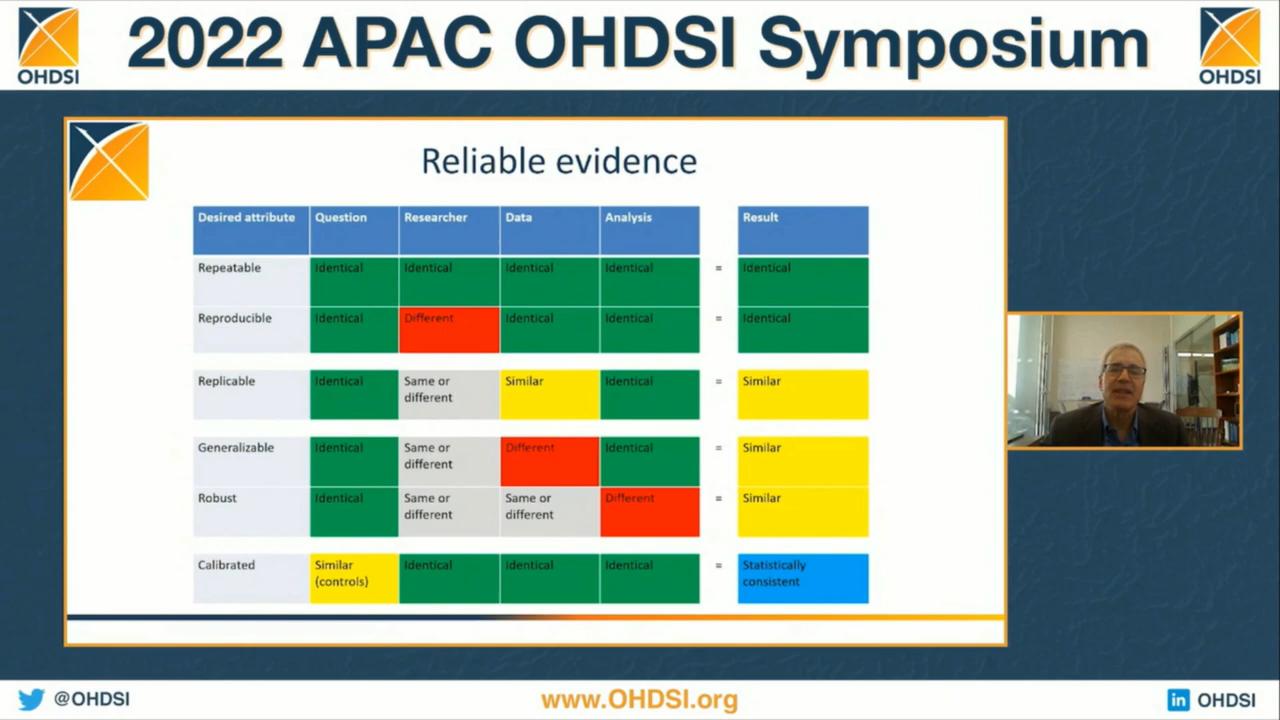 2022 APAC OHDSI Symposium
OHDSI
OHDSI
Reliable evidence
Desired attribute Question Researcher Data Analysis Result
Repeatable Identical Identical Identical Identical = Identical
Reproducible Identical Different Identical Identical = Identical
Replicable Identical Same or different Similar Identical = Similar
Generalizable Identical Same or different Different Identical = Similar
Robust Identical Same or different Same or different Different = Similar
Calibrated Similar (controls) Identical Identical Identical = Statistically consistent
@OHDSI
www.OHDSI.org
in OHDSI